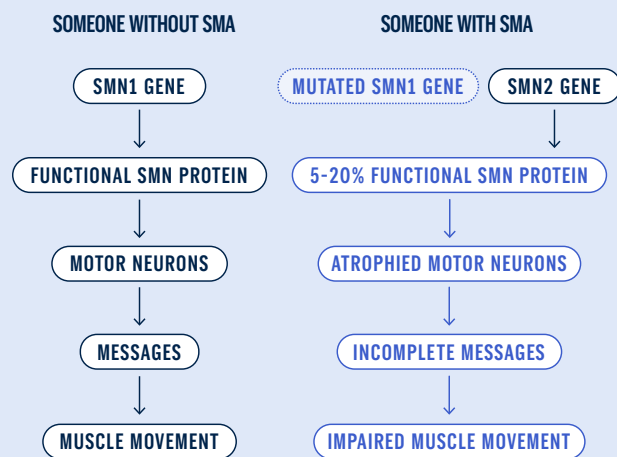 SOMEONE WITHOUT SMA
SMN1 GENE
FUNCTIONAL SMN PROTEIN
MOTOR NEURONS
MESSAGES
MUSCLE MOVEMENT
SOMEONE WITH SMA
MUTATED SMN1 GENE
SMN2 GENE
5-20% FUNCTIONAL SMN PROTEIN
ATROPHIED MOTOR NEURONS
INCOMPLETE MESSAGES
IMPAIRED MUSCLE MOVEMENT